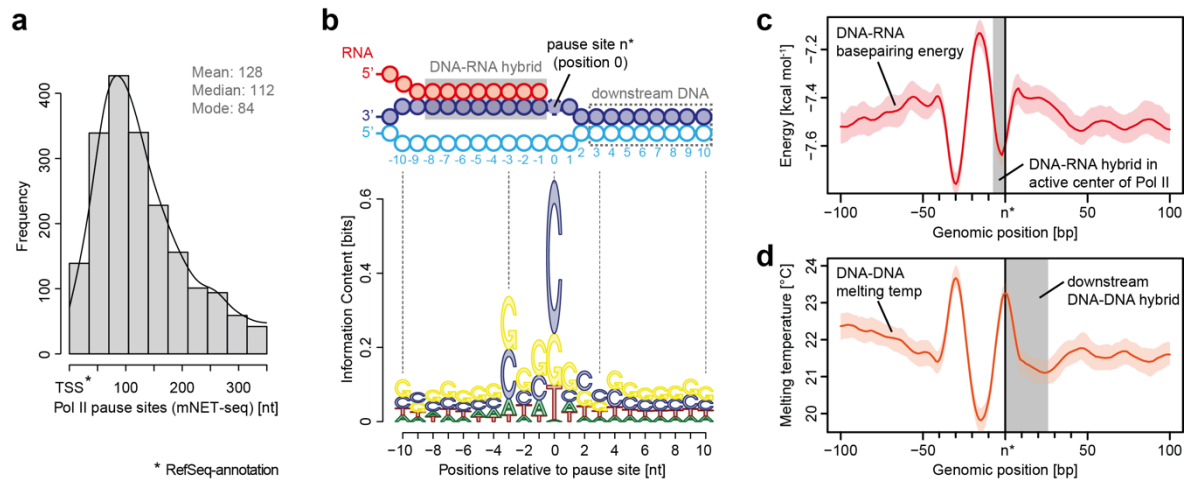 a
Mean: 128
Median: 112
Mode: 84
Frequency
0
100
200
300
400
TSS*
100
200
300
Pol II pause sites (mNET-seq) [nt]
* RefSeq-annotation
b
RNA
5'
3'
5'
DNA-RNA hybrid
pause site n*
(position 0)
downstream DNA
-10 -9 -8 -7 -6 -5 -4 -3 -2 -1 0 1 2 3 4 5 6 7 8 9 10
Information Content [bits]
0
0.2
0.4
0.6
−10 −8 −6 −4 −2 0 2 4 6 8 10
Positions relative to pause site [nt]
c
DNA-RNA
basepairing energy
DNA-RNA hybrid in
active center of Pol II
Energy [kcal mol⁻¹]
−7.2
−7.4
−7.6
−100 −50 n* 50 100
Genomic position [bp]
d
DNA-DNA
melting temp
downstream
DNA-DNA hybrid
Melting temperature [°C]
24
23
22
21
20
−100 −50 n* 50 100
Genomic position [bp]